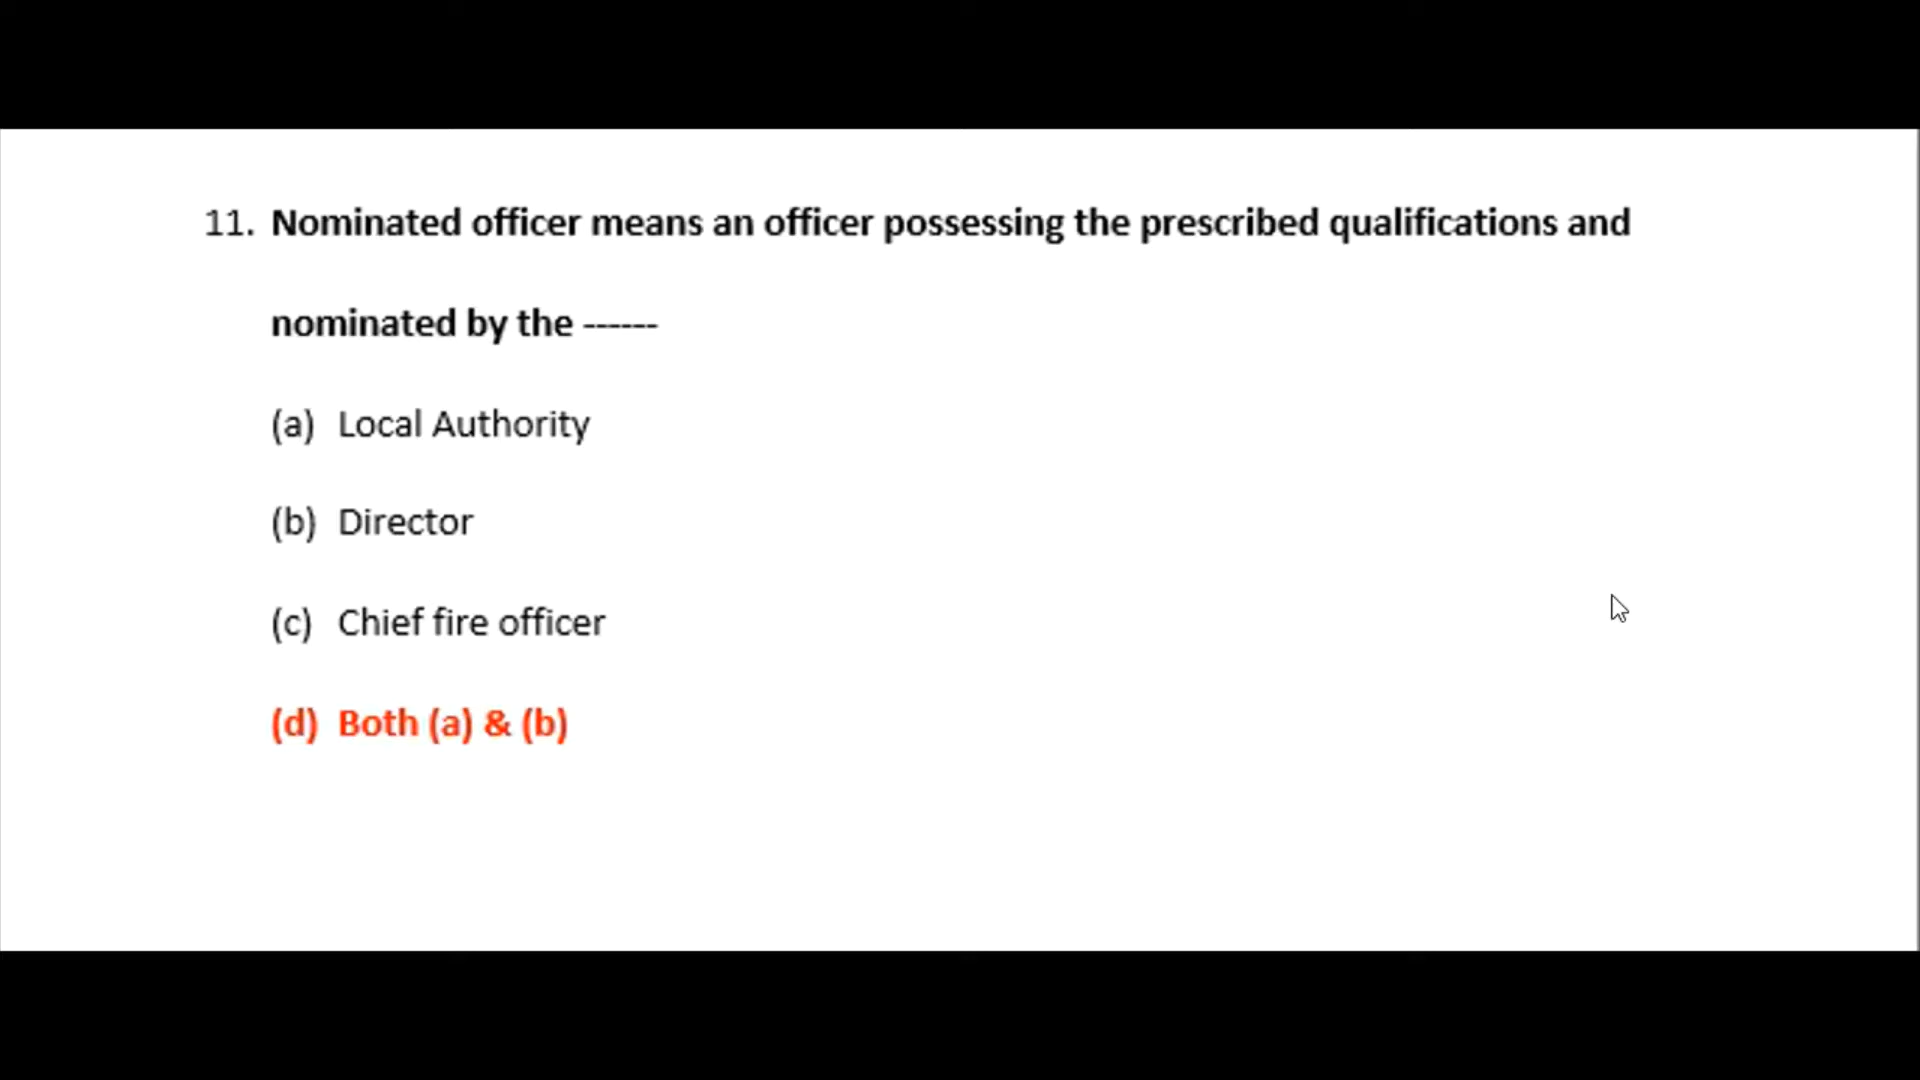 11. Nominated officer means an officer possessing the prescribed qualifications and
nominated by the ------
(a) Local Authority
(b) Director
(c) Chief fire officer
(d) Both (a) & (b)